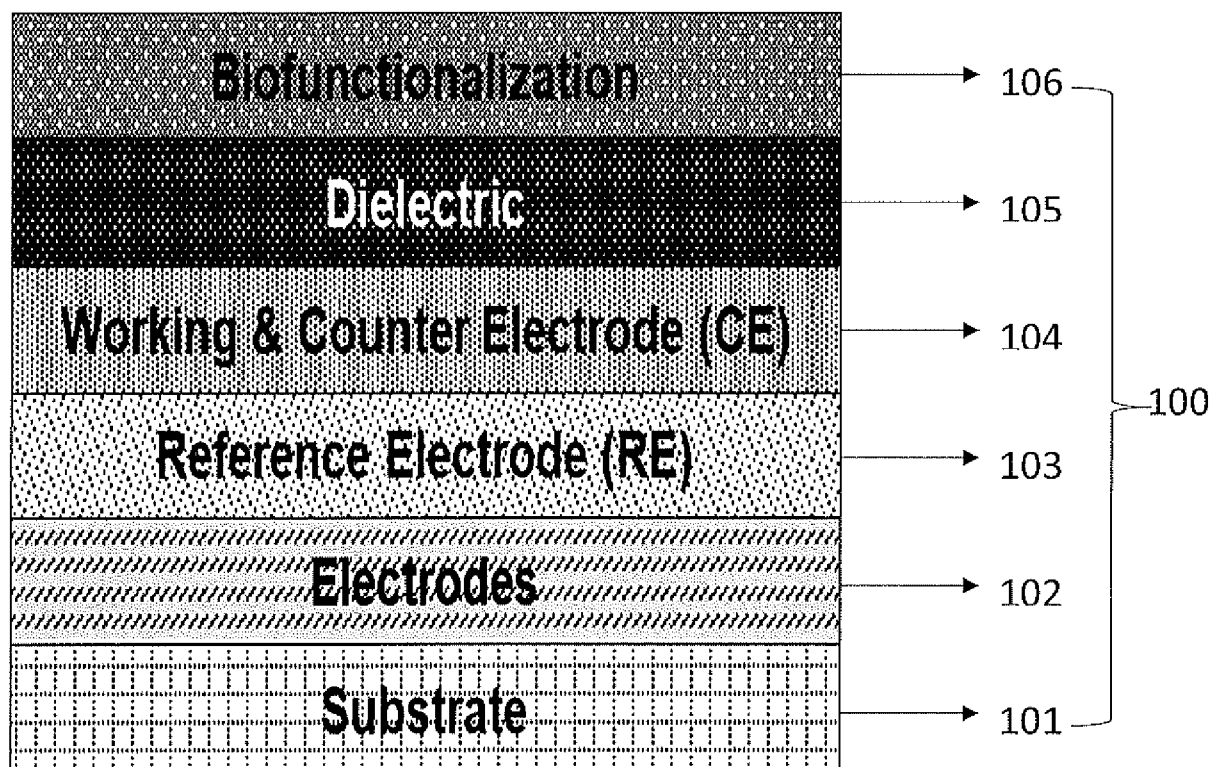 Biofunctionalization 106
Dielectric 105
Working & Counter Electrode (CE) 104
100
Reference Electrode (RE) 103
Electrodes 102
Substrate 101